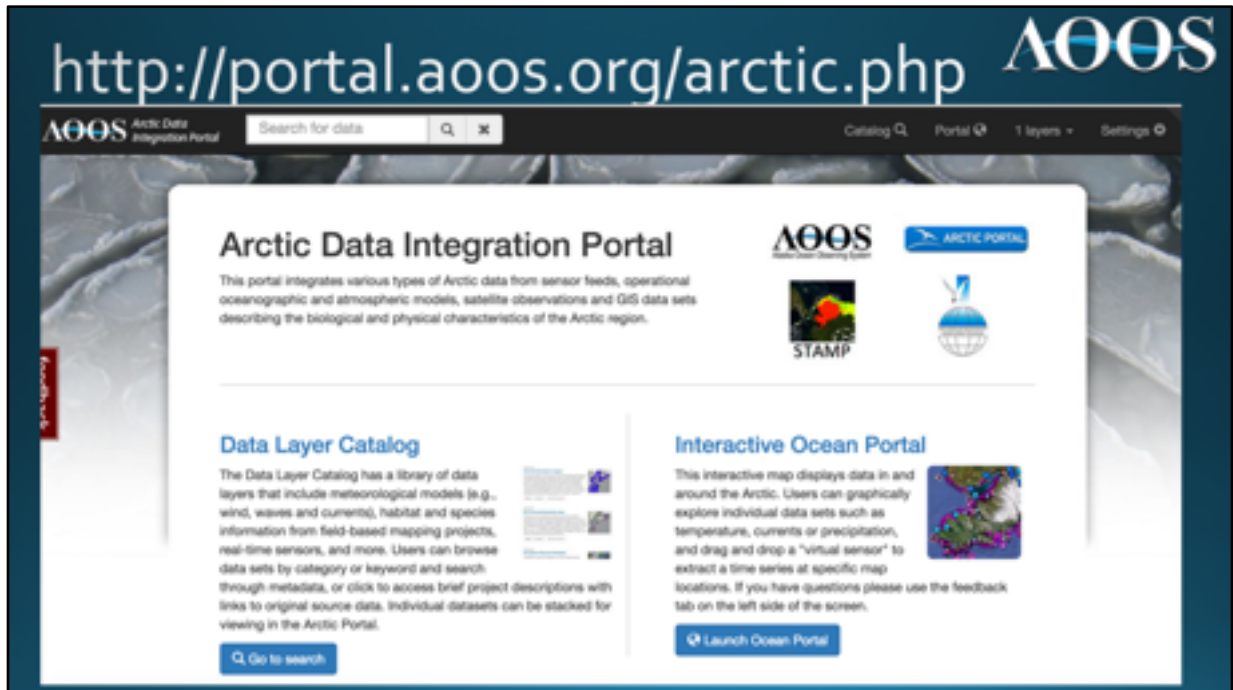 http://portal.aoos.org/arctic.php
AOOS
AOOS Arctic Data
Integration Portal
Search for data
Catalog
Portal
1 layers
Settings
Arctic Data Integration Portal
This portal integrates various types of Arctic data from sensor feeds, operational
oceanographic and atmospheric models, satellite observations and GIS data sets
describing the biological and physical characteristics of the Arctic region.
AOOS
Alaska Ocean Observing System
ARCTIC PORTAL
STAMP
feedback
Data Layer Catalog
The Data Layer Catalog has a library of data
layers that include meteorological models (e.g.,
wind, waves and currents), habitat and species
information from field-based mapping projects,
real-time sensors, and more. Users can browse
data sets by category or keyword and search
through metadata, or click to access brief project descriptions with
links to original source data. Individual datasets can be stacked for
viewing in the Arctic Portal.
Go to search
Interactive Ocean Portal
This interactive map displays data in and
around the Arctic. Users can graphically
explore individual data sets such as
temperature, currents or precipitation,
and drag and drop a "virtual sensor" to
extract a time series at specific map
locations. If you have questions please use the feedback
tab on the left side of the screen.
Launch Ocean Portal